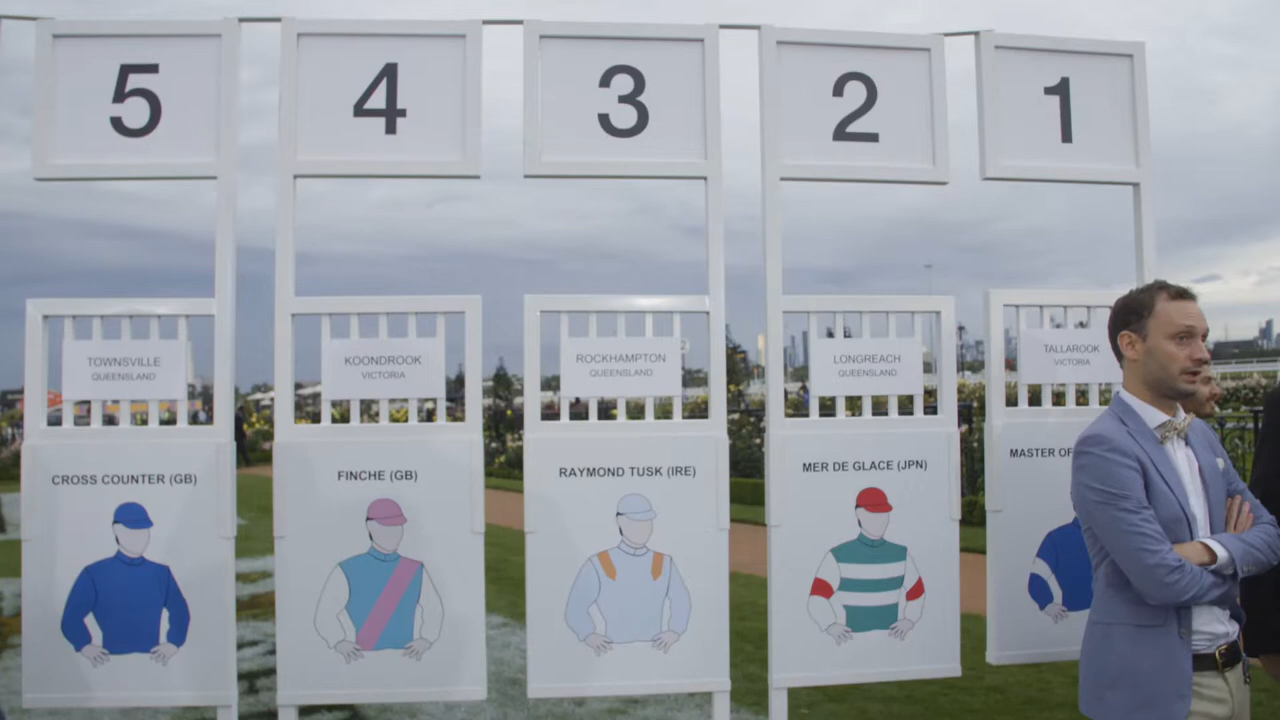 5
4
3
2
1
TOWNSVILLE
QUEENSLAND
KOONDROOK
VICTORIA
ROCKHAMPTON
QUEENSLAND
LONGREACH
QUEENSLAND
TALLAROOK
VICTORIA
CROSS COUNTER (GB)
FINCHE (GB)
RAYMOND TUSK (IRE)
MER DE GLACE (JPN)
MASTER OF